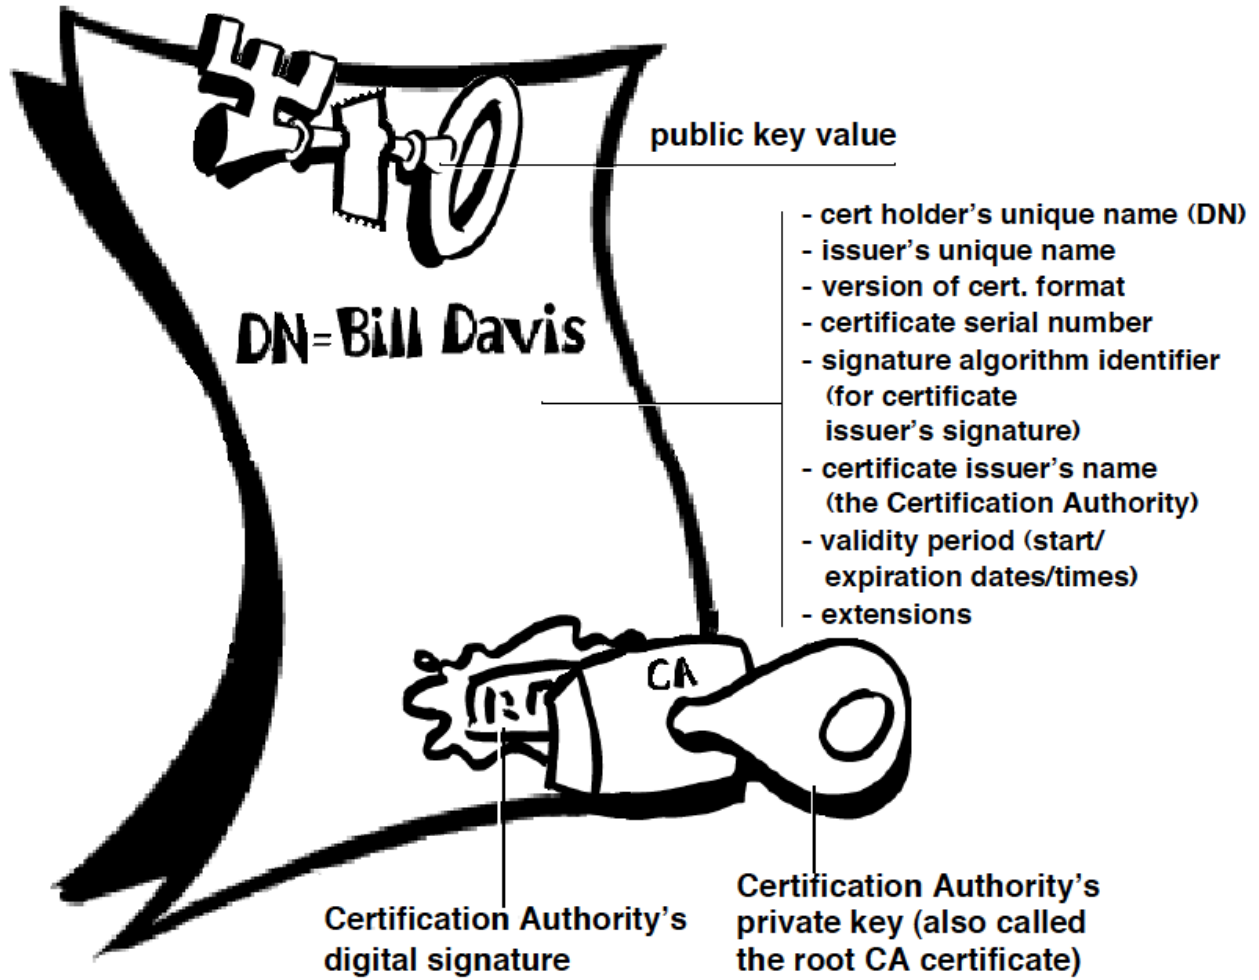 public key value
- cert holder's unique name (DN)
- issuer's unique name
- version of cert. format
- certificate serial number
- signature algorithm identifier
(for certificate
issuer's signature)
- certificate issuer's name
(the Certification Authority)
- validity period (start/
expiration dates/times)
- extensions
DN=Bill Davis
CA
Certification Authority's
digital signature
Certification Authority's
private key (also called
the root CA certificate)